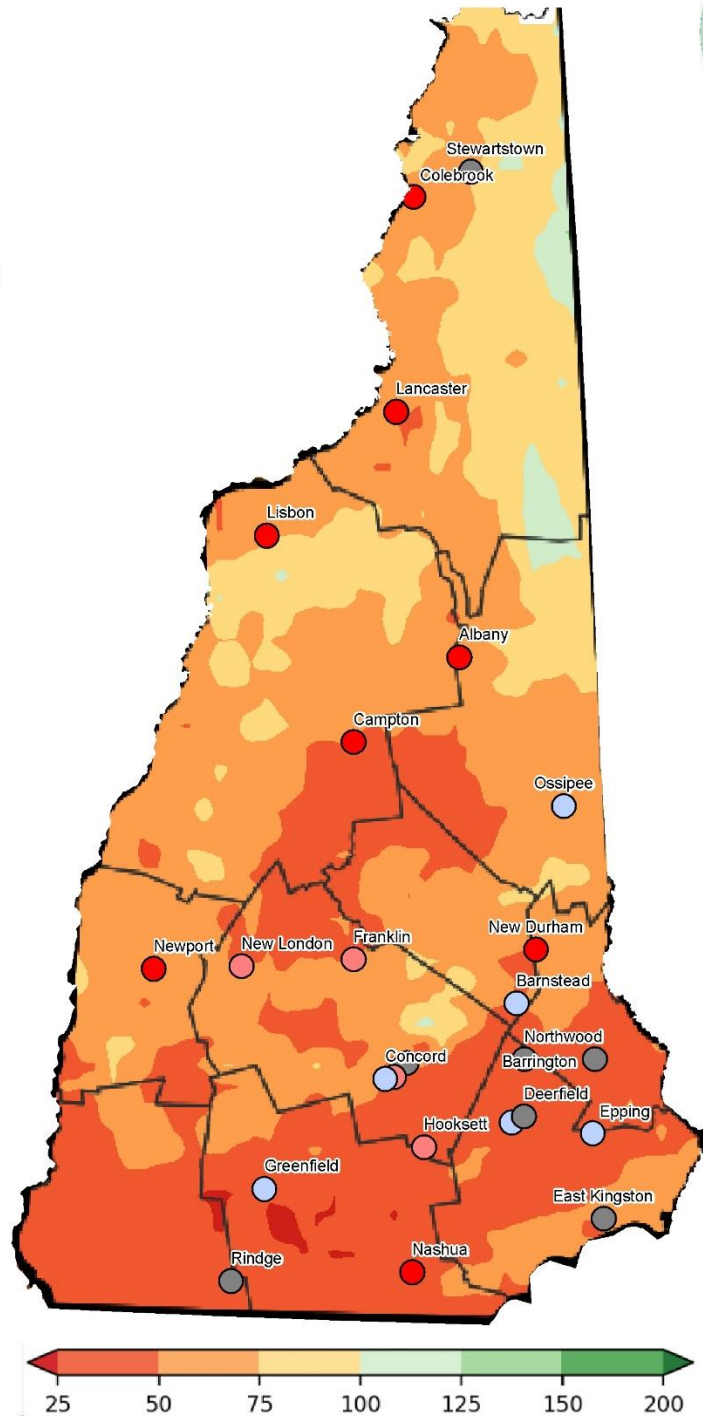 Stewartstown
Colebrook
Lancaster
Lisbon
Albany
Campton
Ossipee
New Durham
Newport
New London
Franklin
Barnstead
Northwood
Concord
Barrington
Deerfield
Epping
Hooksett
Greenfield
East Kingston
Rindge
Nashua
25 50 75 100 125 150 200